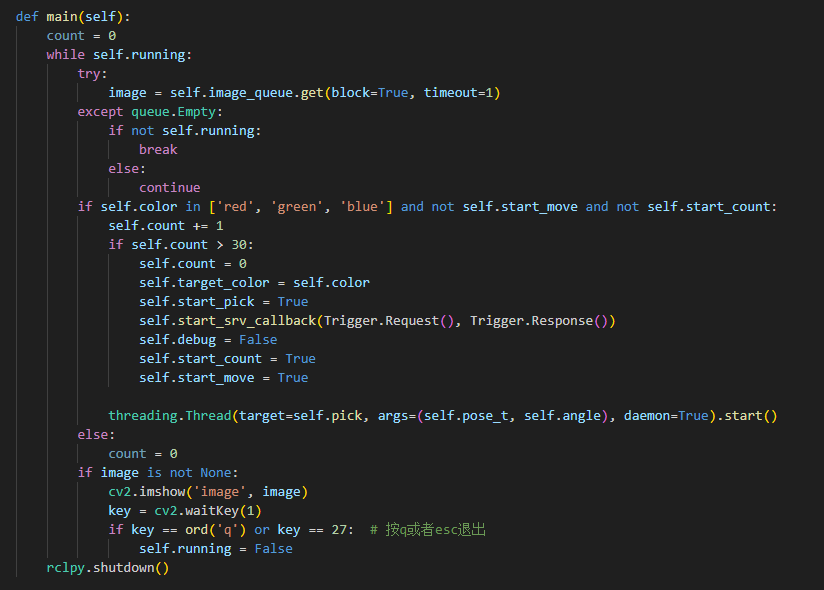 def main(self):
    count = 0
    while self.running:
        try:
            image = self.image_queue.get(block=True, timeout=1)
        except queue.Empty:
            if not self.running:
                break
            else:
                continue
        if self.color in ['red', 'green', 'blue'] and not self.start_move and not self.start_count:
            self.count += 1
            if self.count > 30:
                self.count = 0
                self.target_color = self.color
                self.start_pick = True
                self.start_srv_callback(Trigger.Request(), Trigger.Response())
                self.debug = False
                self.start_count = True
                self.start_move = True

            threading.Thread(target=self.pick, args=(self.pose_t, self.angle), daemon=True).start()
        else:
            count = 0
        if image is not None:
            cv2.imshow('image', image)
            key = cv2.waitKey(1)
            if key == ord('q') or key == 27:  # 按q或者esc退出
                self.running = False
    rclpy.shutdown()